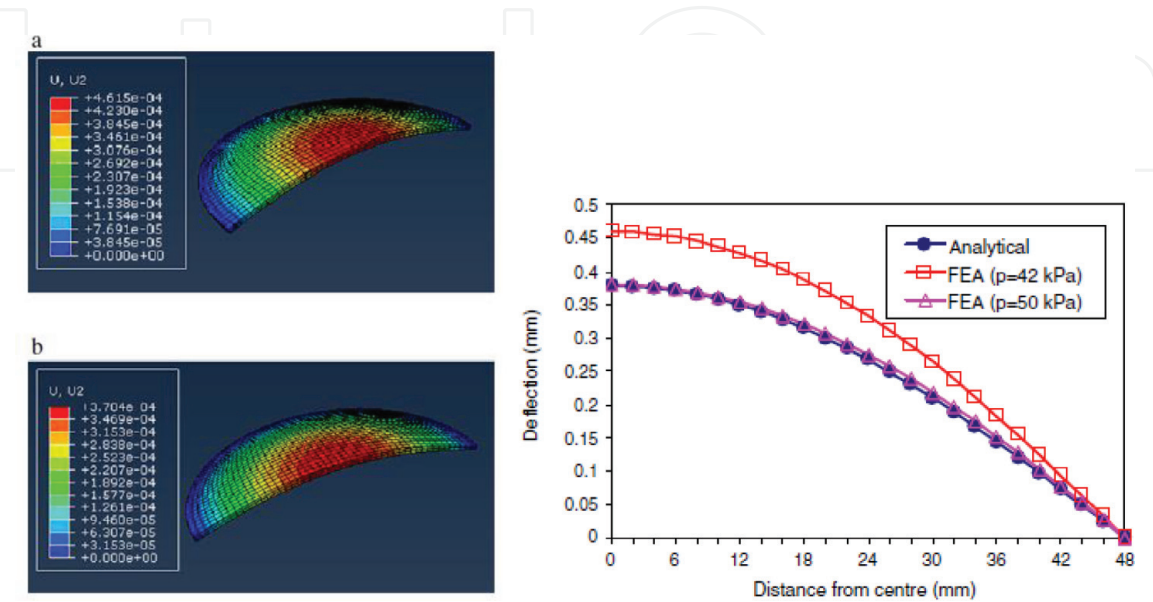 a
U, U2
+4.615e-04
+4.230e-04
+3.845e-04
+3.461e-04
+3.076e-04
+2.692e-04
+2.307e-04
+1.923e-04
+1.538e-04
+1.154e-04
+7.691e-05
+3.845e-05
+0.000e+00
b
U, U2
+3.704e-04
+3.469e-04
+3.153e-04
+2.838e-04
+2.523e-04
+2.207e-04
+1.892e-04
+1.577e-04
+1.261e-04
+9.460e-05
+6.307e-05
+3.153e-05
+0.000e+00
0.5
0.45
0.4
0.35
0.3
0.25
0.2
0.15
0.1
0.05
0
Deflection (mm)
Analytical
FEA (p=42 kPa)
FEA (p=50 kPa)
0 6 12 18 24 30 36 42 48
Distance from centre (mm)